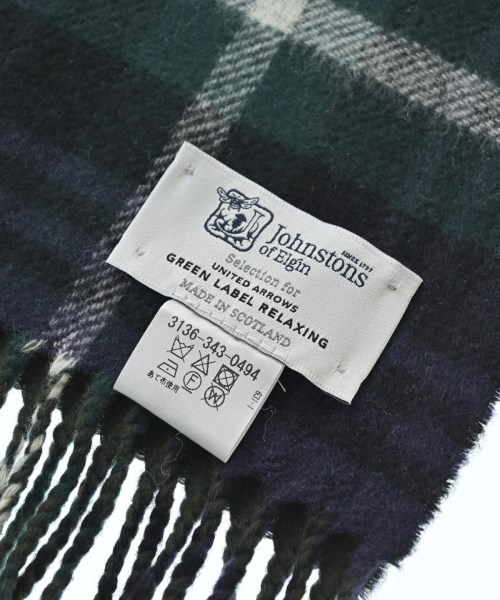 Johnstons
of Elgin
SINCE 1797
Selection for
UNITED ARROWS
GREEN LABEL RELAXING
MADE IN SCOTLAND
3136-343-0494
あて布使用